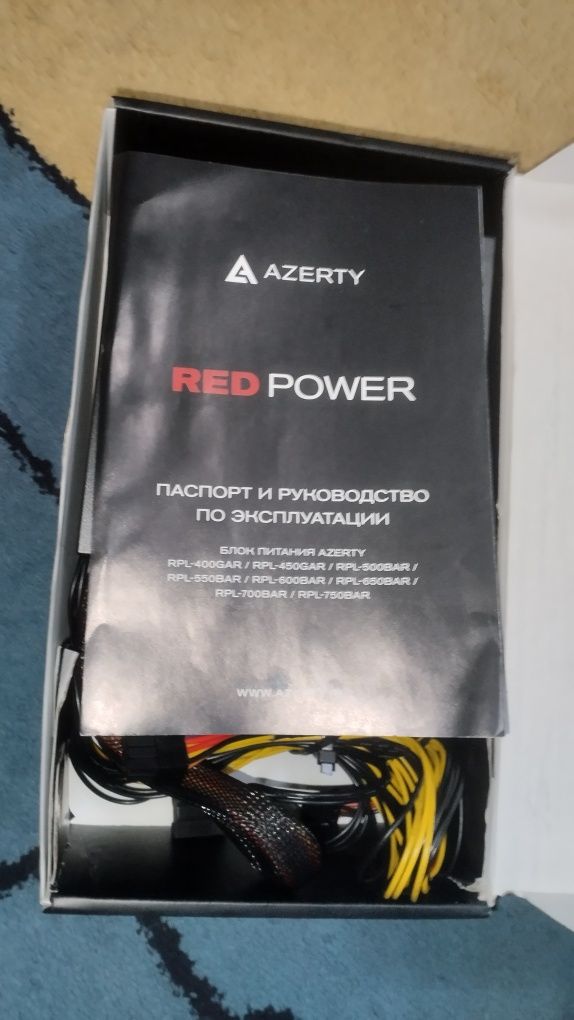 AZERTY
RED POWER
ПАСПОРТ И РУКОВОДСТВО
ПО ЭКСПЛУАТАЦИИ
БЛОК ПИТАНИЯ AZERTY
RPL-400GAR / RPL-450GAR / RPL-500BAR /
RPL-550BAR / RPL-600BAR / RPL-650BAR /
RPL-700BAR / RPL-750BAR